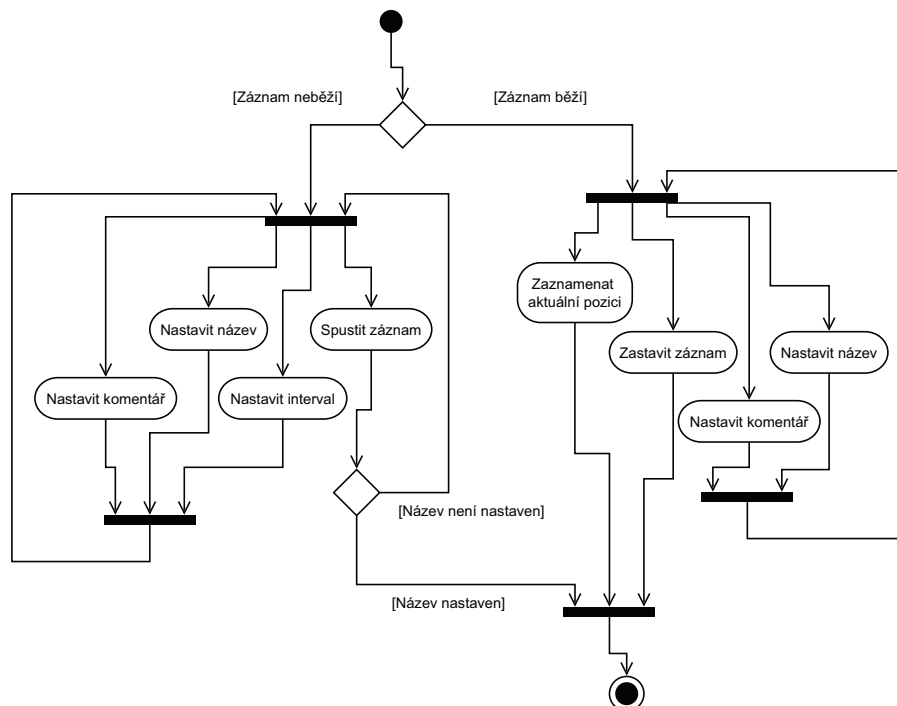 [Záznam neběží]
[Záznam běží]
Zaznamenat
aktuální pozici
Nastavit název
Spustit záznam
Zastavit záznam
Nastavit název
Nastavit komentář
Nastavit interval
Nastavit komentář
[Název není nastaven]
[Název nastaven]